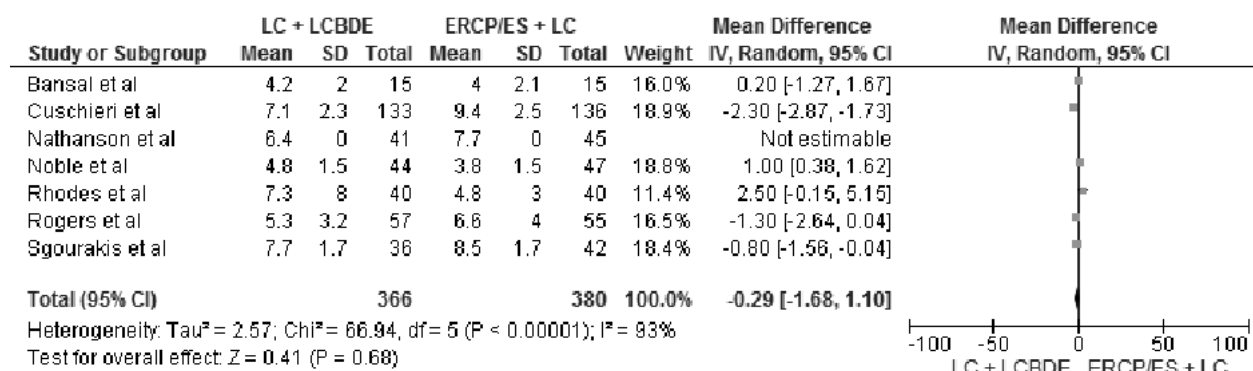 LC + LCBDE ERCP/ES + LC Mean Difference Mean Difference
Study or Subgroup Mean SD Total Mean SD Total Weight IV, Random, 95% CI IV, Random, 95% CI
Bansal et al 4.2 2 15 4 2.1 15 16.0% 0.20 [-1.27, 1.67]
Cuschieri et al 7.1 2.3 133 9.4 2.5 136 18.9% -2.30 [-2.87, -1.73]
Nathanson et al 6.4 0 41 7.7 0 45 Not estimable
Noble et al 4.8 1.5 44 3.8 1.5 47 18.8% 1.00 [0.38, 1.62]
Rhodes et al 7.3 8 40 4.8 3 40 11.4% 2.50 [-0.15, 5.15]
Rogers et al 5.3 3.2 57 6.6 4 55 16.5% -1.30 [-2.64, 0.04]
Sgourakis et al 7.7 1.7 36 8.5 1.7 42 18.4% -0.80 [-1.56, -0.04]
Total (95% CI) 366 380 100.0% -0.29 [-1.68, 1.10]
Heterogeneity: Tau² = 2.57; Chi² = 66.94, df = 5 (P < 0.00001); I² = 93%
Test for overall effect: Z = 0.41 (P = 0.68)
-100 -50 0 50 100
LC + LCBDE ERCP/ES + LC